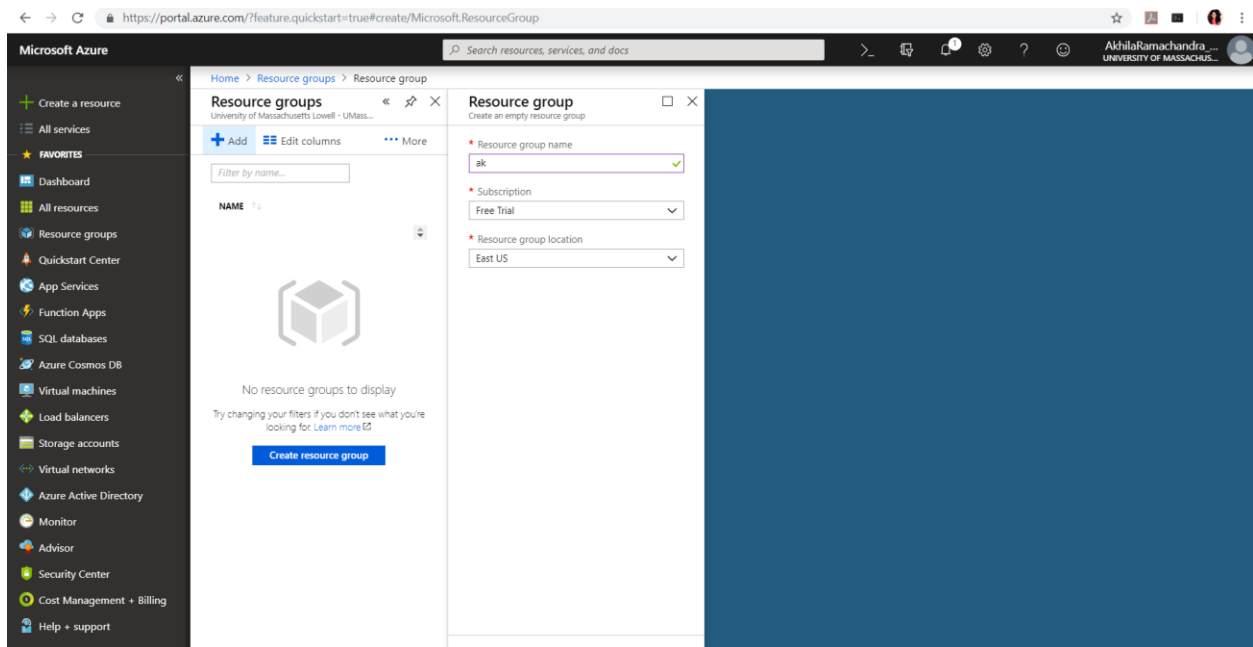 https://portal.azure.com/?feature.quickstart=true#create/Microsoft.ResourceGroup
Microsoft Azure
Search resources, services, and docs
1
AkhilaRamachandra_...
UNIVERSITY OF MASSACHUS...
Home > Resource groups > Resource group
Create a resource
All services
FAVORITES
Dashboard
All resources
Resource groups
Quickstart Center
App Services
Function Apps
SQL databases
Azure Cosmos DB
Virtual machines
Load balancers
Storage accounts
Virtual networks
Azure Active Directory
Monitor
Advisor
Security Center
Cost Management + Billing
Help + support
Resource groups
University of Massachusetts Lowell - UMass...
Add Edit columns ••• More
Filter by name...
NAME
No resource groups to display
Try changing your filters if you don't see what you're
looking for. Learn more
Create resource group
Resource group
Create an empty resource group
* Resource group name
ak
* Subscription
Free Trial
* Resource group location
East US